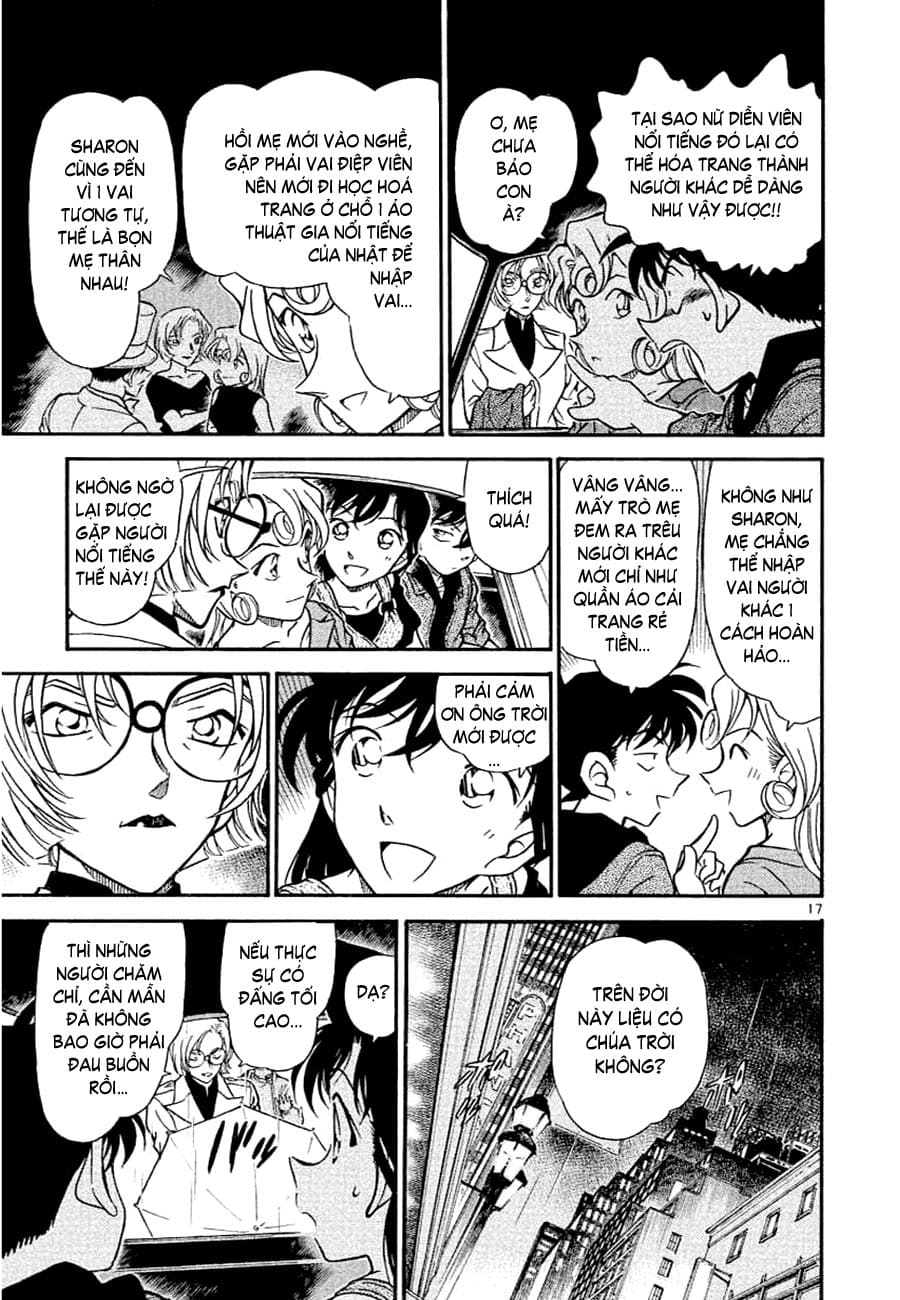 TẠI SAO NỮ DIỄN VIÊN
NỔI TIẾNG ĐÓ LẠI CÓ
THỂ HÓA TRANG THÀNH
NGƯỜI KHÁC DỄ DÀNG
NHƯ VẬY ĐƯỢC!!
Ơ, MẸ
CHƯA
BẢO
CON
À?
HỒI MẸ MỚI VÀO NGHỀ,
GẶP PHẢI VAI ĐIỆP VIÊN
NÊN MỚI ĐI HỌC HOÁ
TRANG Ở CHỖ 1 ẢO
THUẬT GIA NỔI TIẾNG
CỦA NHẬT ĐỂ
NHẬP
VAI...
SHARON
CŨNG ĐẾN
VÌ 1 VAI
TƯƠNG TỰ,
THẾ LÀ BỌN
MẸ THÂN
NHAU!
KHÔNG NHƯ
SHARON,
MẸ CHẲNG
THỂ NHẬP
VAI NGƯỜI
KHÁC 1
CÁCH HOÀN
HẢO...
VÂNG VÂNG...
MẤY TRÒ MẸ
ĐEM RA TRÊU
NGƯỜI KHÁC
MỚI CHỈ NHƯ
QUẦN ÁO CẢI
TRANG RẺ
TIỀN...
THÍCH
QUÁ!
KHÔNG NGỜ
LẠI ĐƯỢC
GẶP NGƯỜI
NỔI TIẾNG
THẾ NÀY!
PHẢI CẢM
ƠN ÔNG TRỜI
MỚI ĐƯỢC
...
17
TRÊN ĐỜI
NÀY LIỆU CÓ
CHÚA TRỜI
KHÔNG?
ポツ
ポツ
DẠ?
NẾU THỰC
SỰ CÓ
ĐẤNG TỐI
CAO...
THÌ NHỮNG
NGƯỜI CHĂM
CHỈ, CẦN MẪN
ĐÃ KHÔNG
BAO GIỜ PHẢI
ĐAU BUỒN
RỒI...